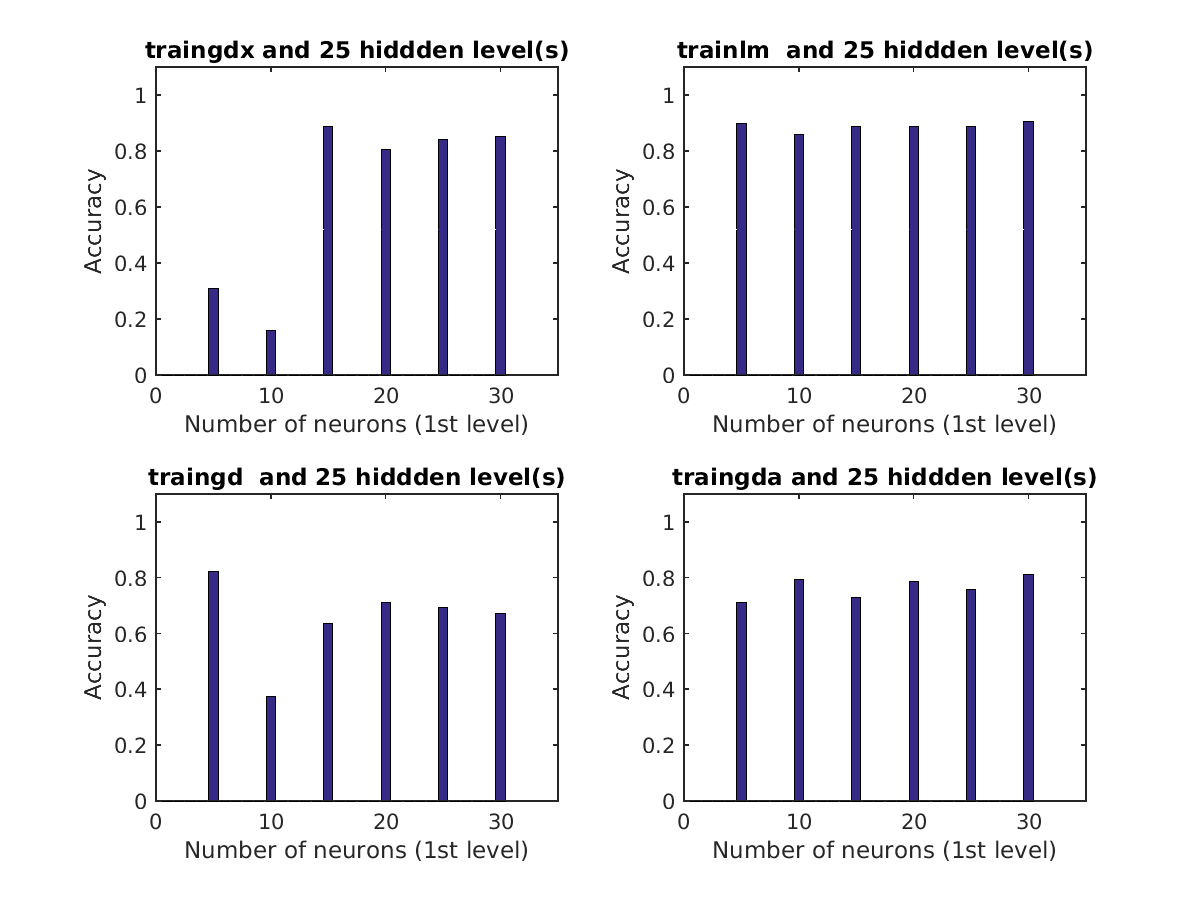 traingdx and 25 hiddden level(s)
1
0.8
0.6
0.4
0.2
0
Accuracy
0 10 20 30
Number of neurons (1st level)
trainlm  and 25 hiddden level(s)
1
0.8
0.6
0.4
0.2
0
Accuracy
0 10 20 30
Number of neurons (1st level)
traingd  and 25 hiddden level(s)
1
0.8
0.6
0.4
0.2
0
Accuracy
0 10 20 30
Number of neurons (1st level)
traingda and 25 hiddden level(s)
1
0.8
0.6
0.4
0.2
0
Accuracy
0 10 20 30
Number of neurons (1st level)